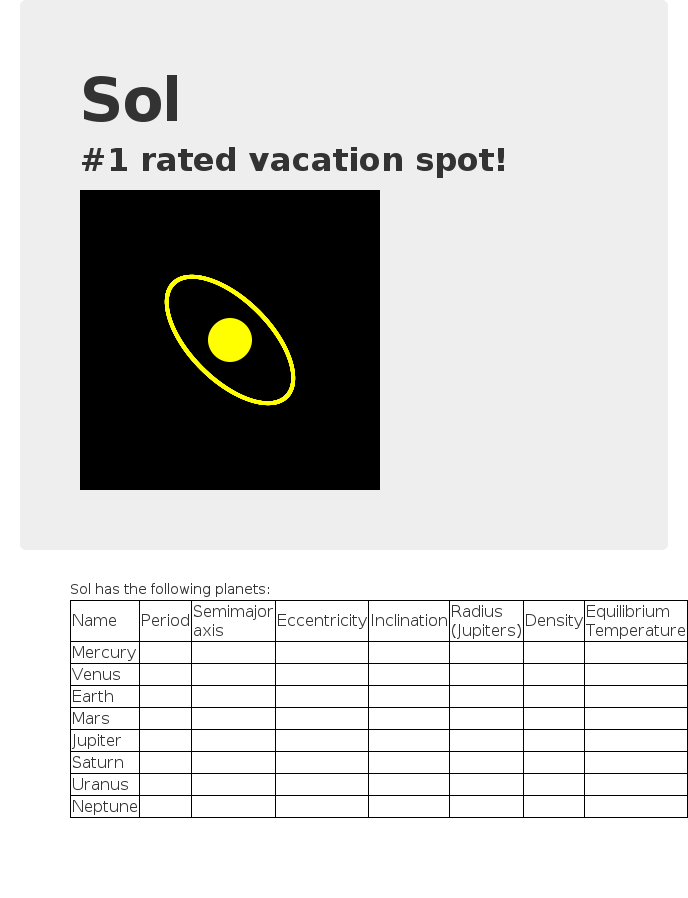 Sol
#1 rated vacation spot!
Sol has the following planets:
Name Period Semimajor axis Eccentricity Inclination Radius (Jupiters) Density Equilibrium Temperature
Mercury
Venus
Earth
Mars
Jupiter
Saturn
Uranus
Neptune